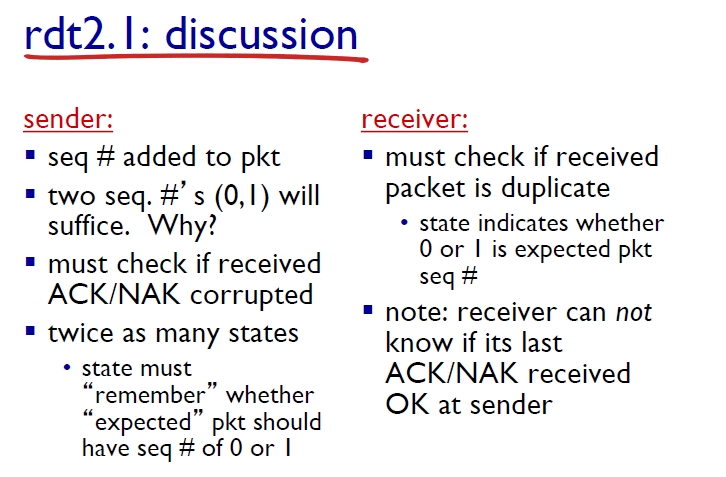 rdt2.1: discussion
sender:
seq # added to pkt
two seq. #’s (0,1) will
suffice. Why?
must check if received
ACK/NAK corrupted
twice as many states
state must
“remember” whether
“expected” pkt should
have seq # of 0 or 1
receiver:
must check if received
packet is duplicate
state indicates whether
0 or 1 is expected pkt
seq #
note: receiver can not
know if its last
ACK/NAK received
OK at sender